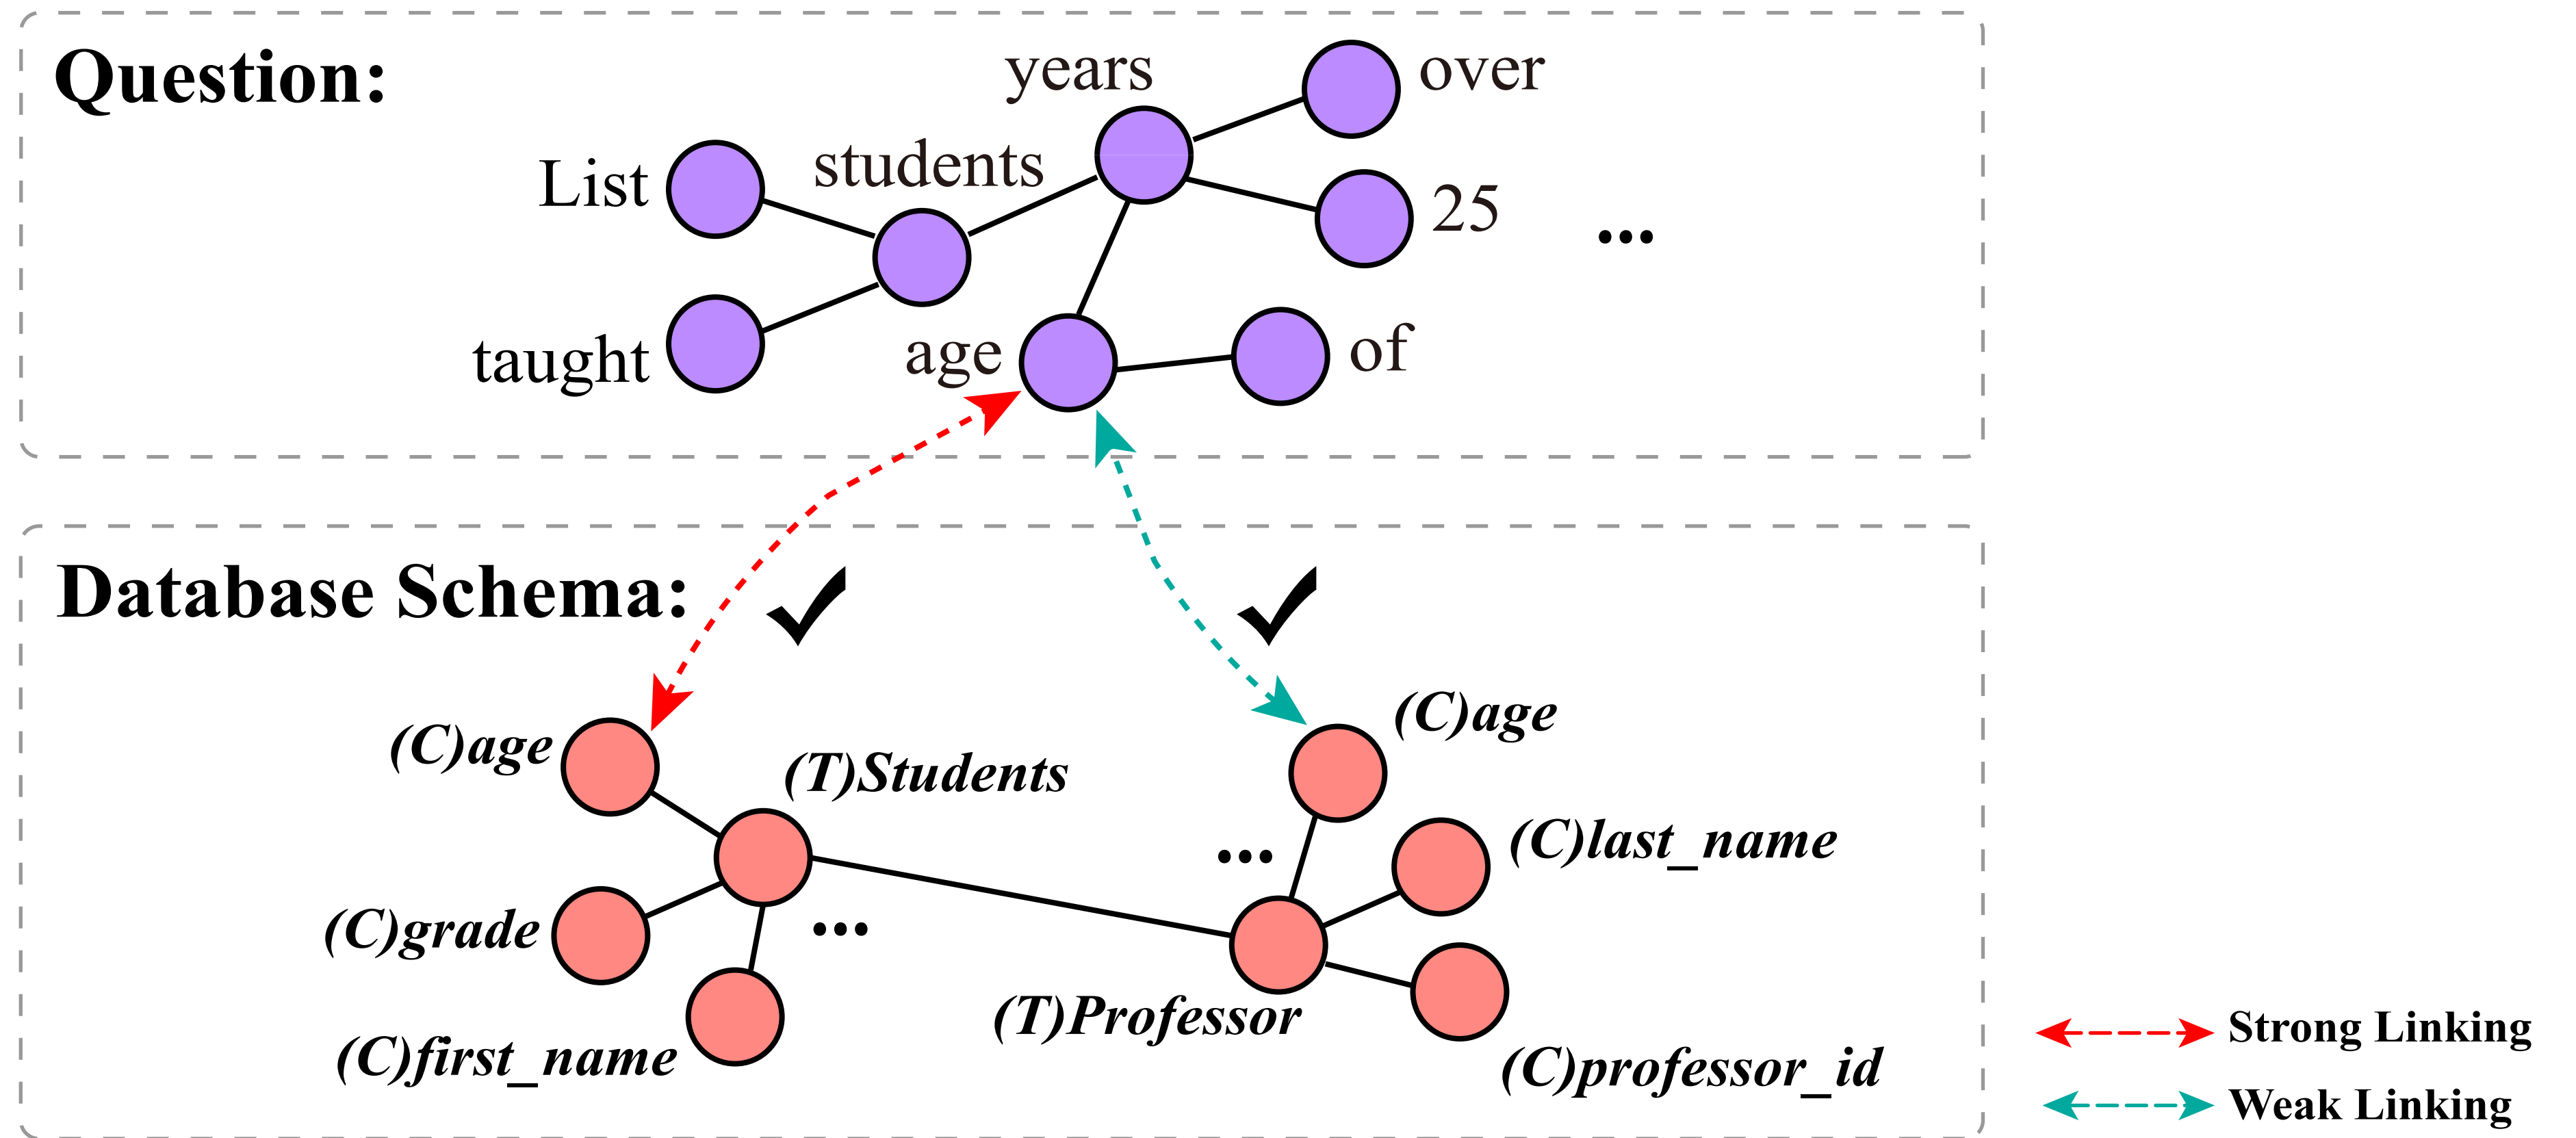 Question:
years
over
students
List
25
...
taught
age
of
Database Schema:
(C)age
(C)age
(T)Students
(C)last_name
...
(C)grade
...
(T)Professor
(C)first_name
(C)professor_id
Strong Linking
Weak Linking